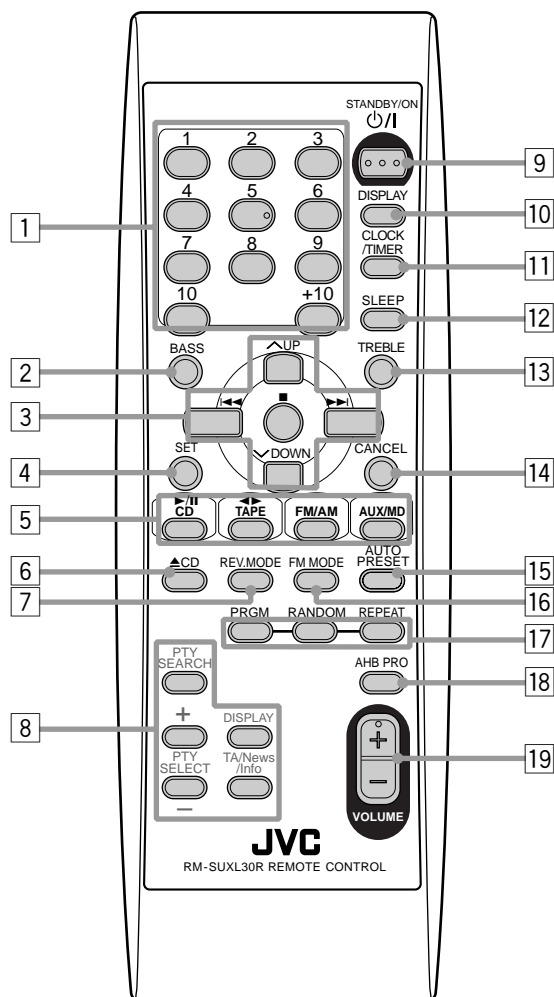 STANDBY/ON
⏻/I
1 2 3
9
4 5 6
DISPLAY
10
1
CLOCK
/TIMER
11
7 8 9
10 +10
SLEEP
12
BASS
UP
TREBLE
2
13
3
SET
DOWN
CANCEL
4
14
►/II
CD
◄►
TAPE
FM/AM
AUX/MD
5
6
▲CD
REV.MODE
FM MODE
AUTO
PRESET
15
7
16
PRGM RANDOM REPEAT
17
PTY
SEARCH
AHB PRO
18
8
+
DISPLAY
PTY
SELECT
–
TA/News
/Info
+
–
19
VOLUME
JVC
RM-SUXL30R REMOTE CONTROL